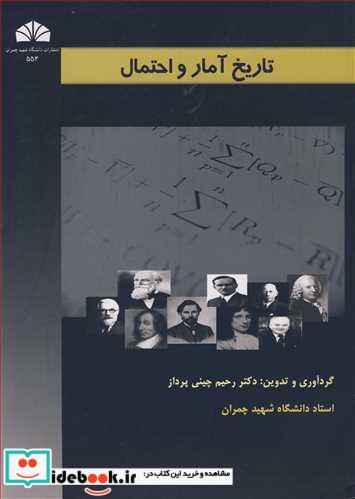 انتشارات دانشگاه شهید چمران
۵۵۲
تاریخ آمار و احتمال
گردآوری و تدوین: دکتر رحیم چینی پرداز
استاد دانشگاه شهید چمران
مشاهده و خرید این کتاب در:
idebook.ir